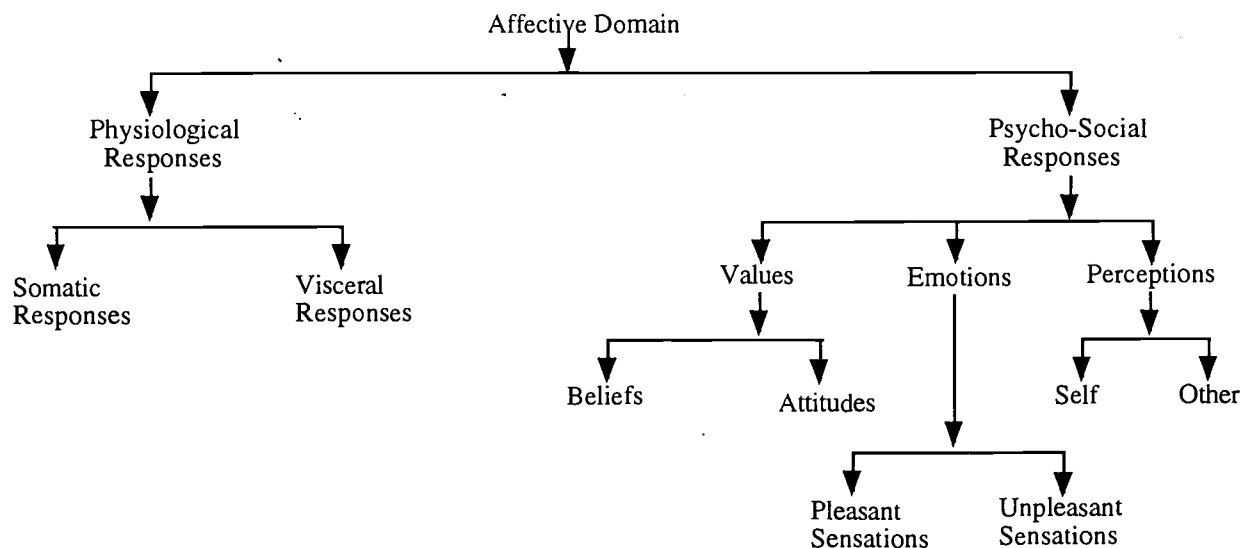 Affective Domain
Physiological
Responses
Psycho-Social
Responses
Somatic
Responses
Visceral
Responses
Values
Emotions
Perceptions
Beliefs
Attitudes
Self
Other
Pleasant
Sensations
Unpleasant
Sensations